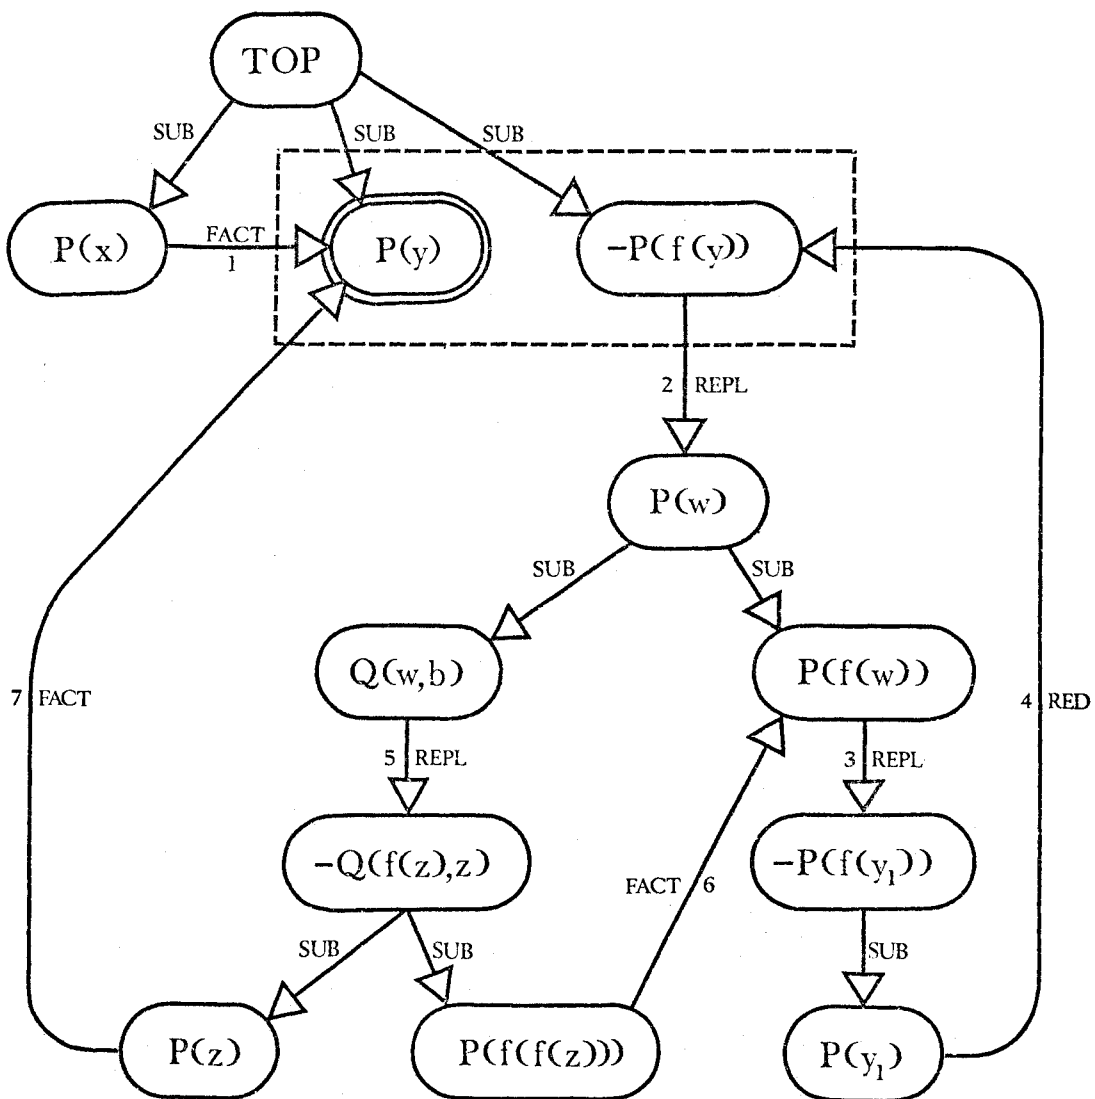 TOP
SUB SUB SUB
P(x) FACT 1 P(y) −P(f(y))
2 REPL
P(w)
SUB SUB
Q(w,b) P(f(w))
7 FACT 4 RED
5 REPL 3 REPL
−Q(f(z),z) −P(f(y₁))
FACT 6
SUB SUB SUB
P(z) P(f(f(z))) P(y₁)